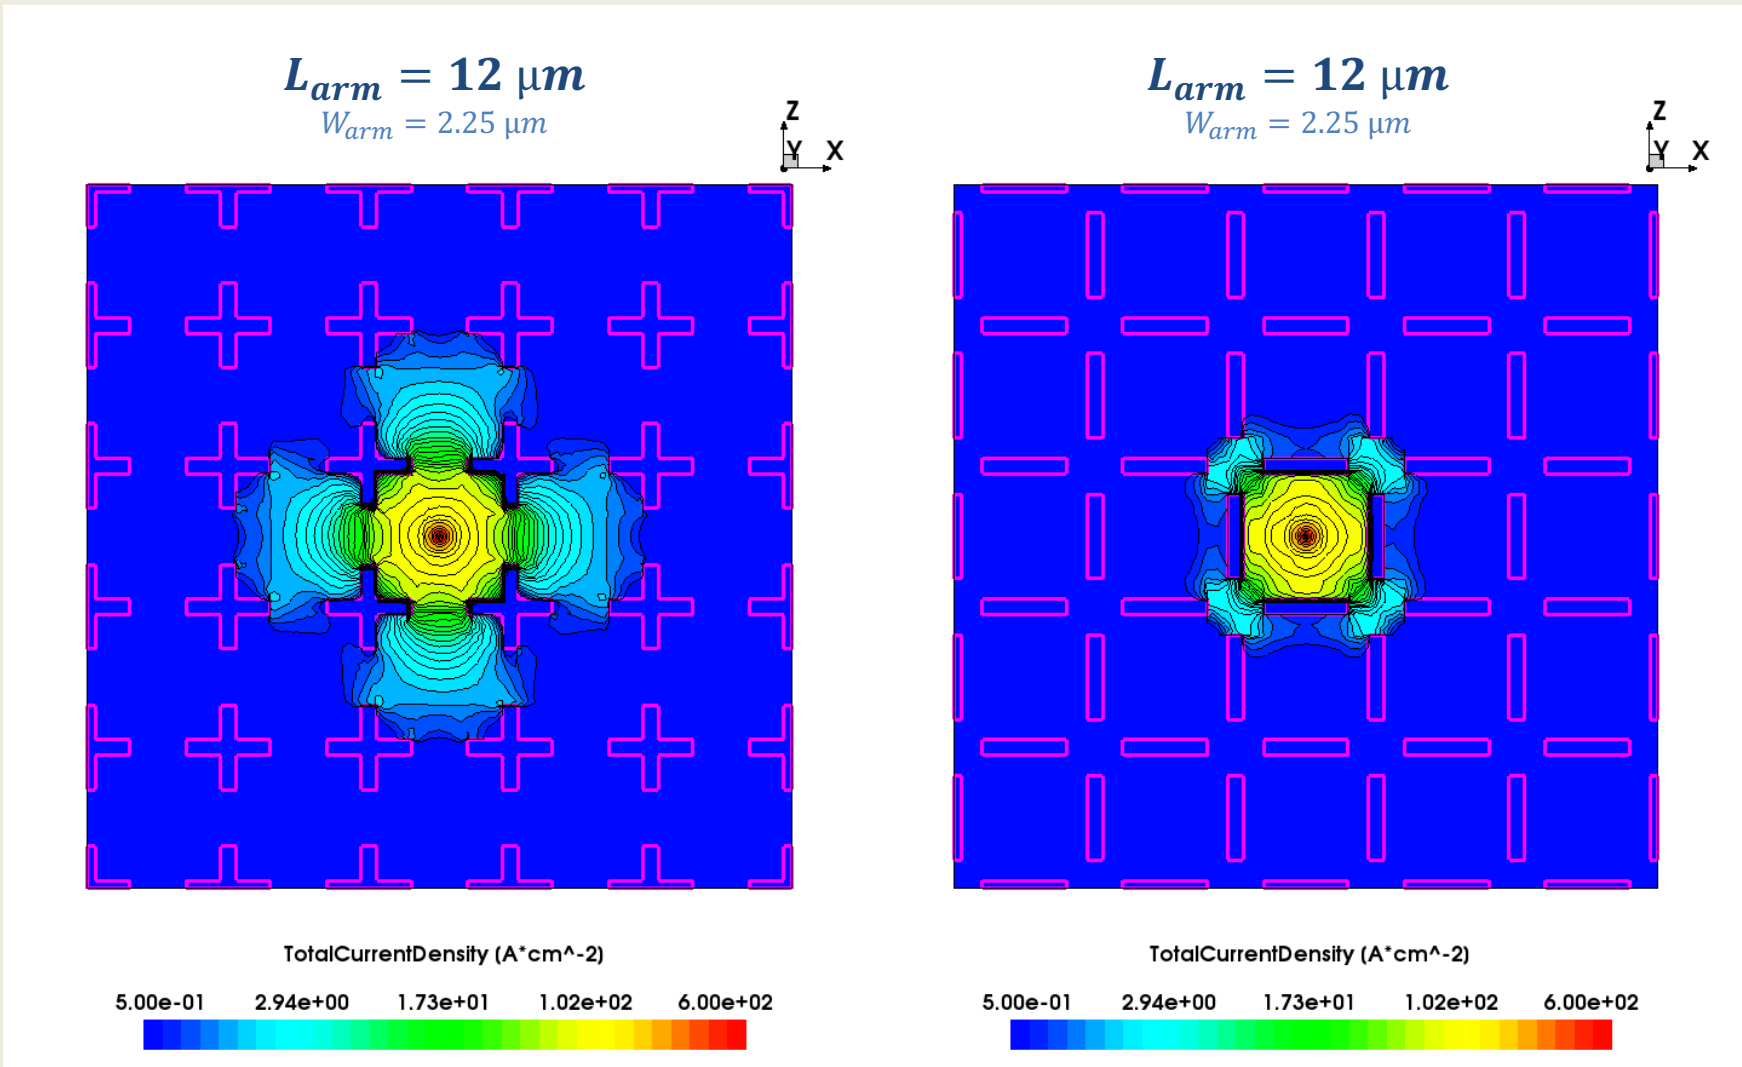 L_arm = 12 μm
W_arm = 2.25 μm
Z
Y X
TotalCurrentDensity (A*cm^-2)
5.00e-01 2.94e+00 1.73e+01 1.02e+02 6.00e+02
L_arm = 12 μm
W_arm = 2.25 μm
Z
Y X
TotalCurrentDensity (A*cm^-2)
5.00e-01 2.94e+00 1.73e+01 1.02e+02 6.00e+02